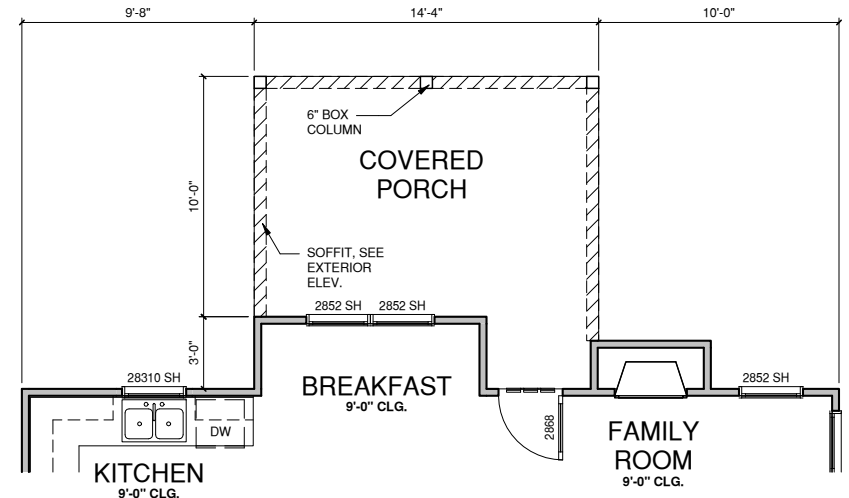 9'-8"
14'-4"
10'-0"
6" BOX
COLUMN
COVERED
PORCH
10'-0"
SOFFIT, SEE
EXTERIOR
ELEV.
2852 SH
2852 SH
3'-0"
28310 SH
BREAKFAST
9'-0" CLG.
2852 SH
DW
2868
FAMILY
ROOM
9'-0" CLG.
KITCHEN
9'-0" CLG.